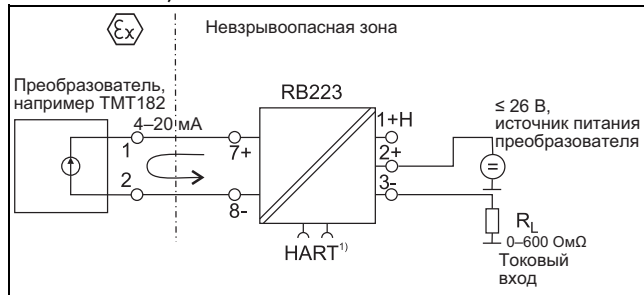 Ex
Невзрывоопасная зона
Преобразователь,
например TMT182
4–20 мА
1
2
7+
8-
RB223
1+H
2+
3-
HART¹⁾
≤ 26 В,
источник питания
преобразователя
=
R_L
0–600 ОмΩ
Токовый
вход